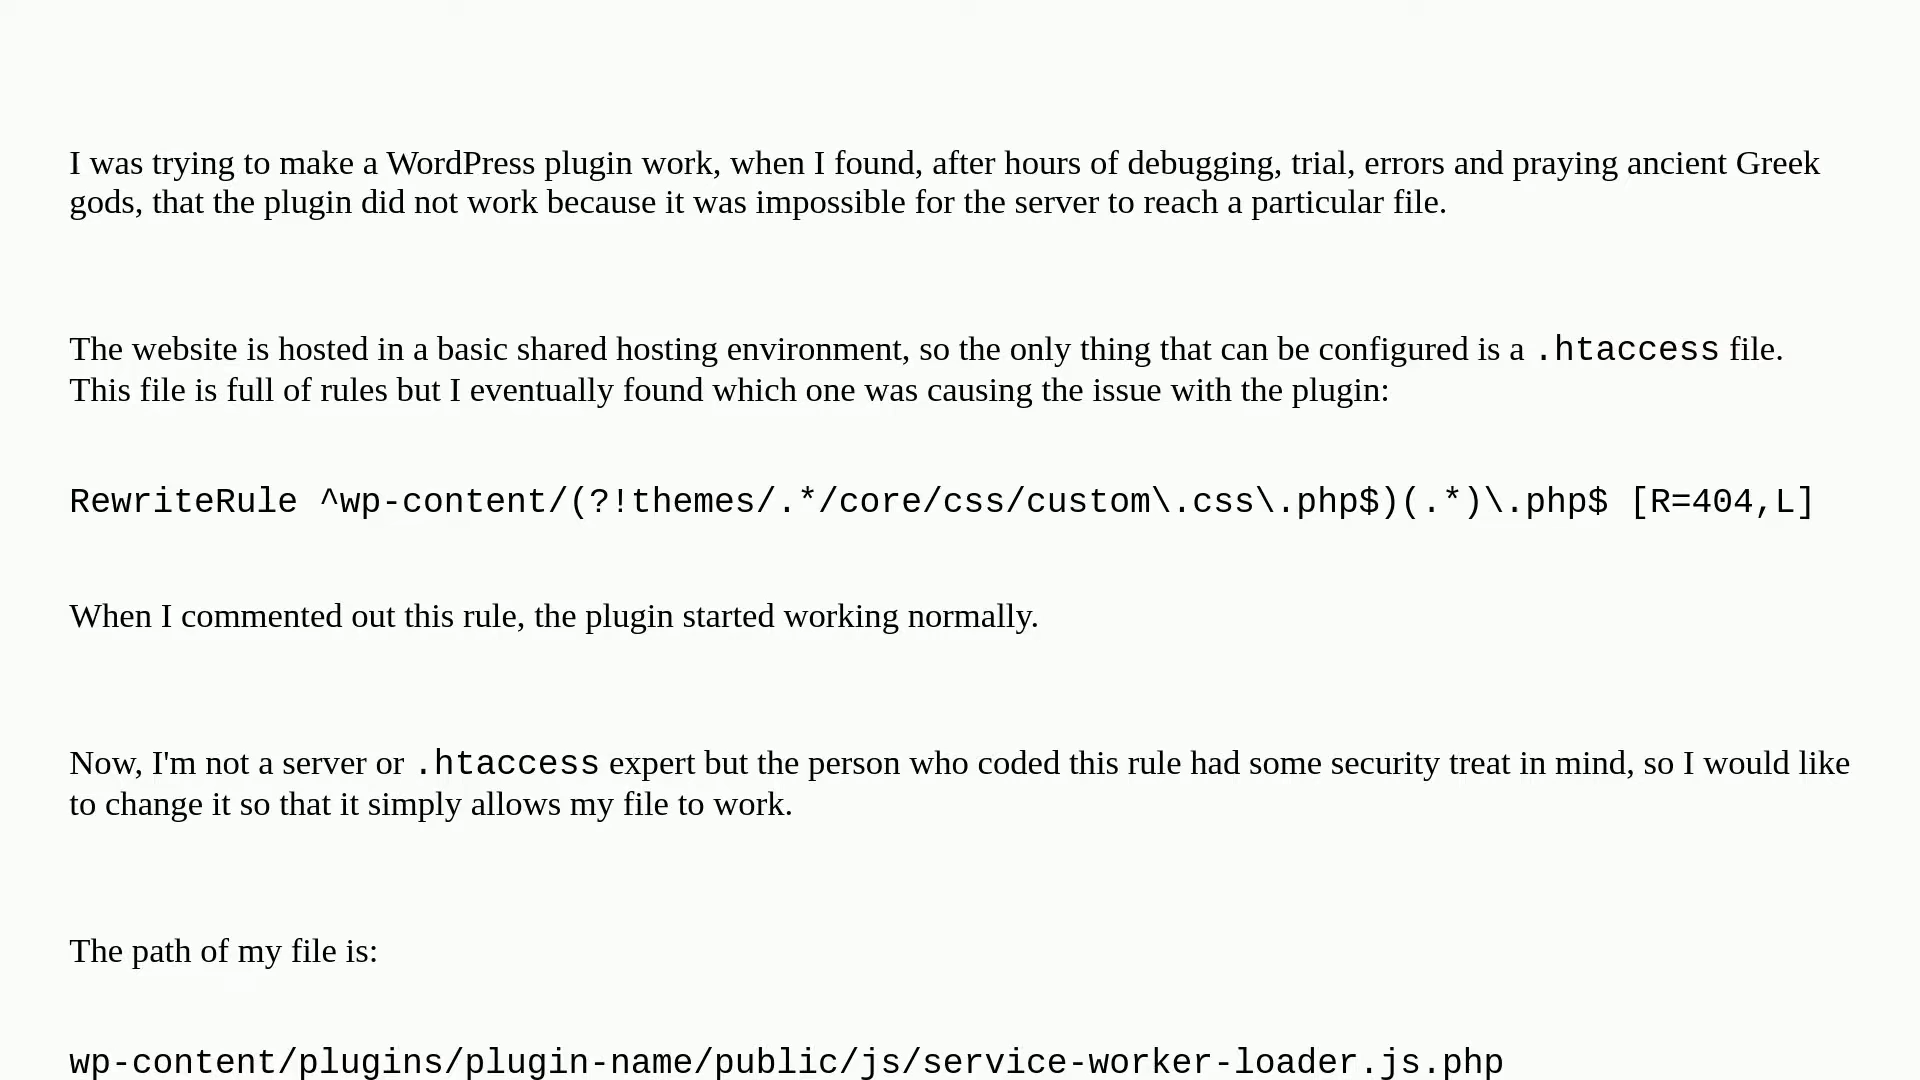 I was trying to make a WordPress plugin work, when I found, after hours of debugging, trial, errors and praying ancient Greek
gods, that the plugin did not work because it was impossible for the server to reach a particular file.
The website is hosted in a basic shared hosting environment, so the only thing that can be configured is a .htaccess file.
This file is full of rules but I eventually found which one was causing the issue with the plugin:
RewriteRule ^wp-content/(?!themes/.*/core/css/custom\.css\.php$)(.*)\.php$ [R=404,L]
When I commented out this rule, the plugin started working normally.
Now, I'm not a server or .htaccess expert but the person who coded this rule had some security treat in mind, so I would like
to change it so that it simply allows my file to work.
The path of my file is:
wp-content/plugins/plugin-name/public/js/service-worker-loader.js.php